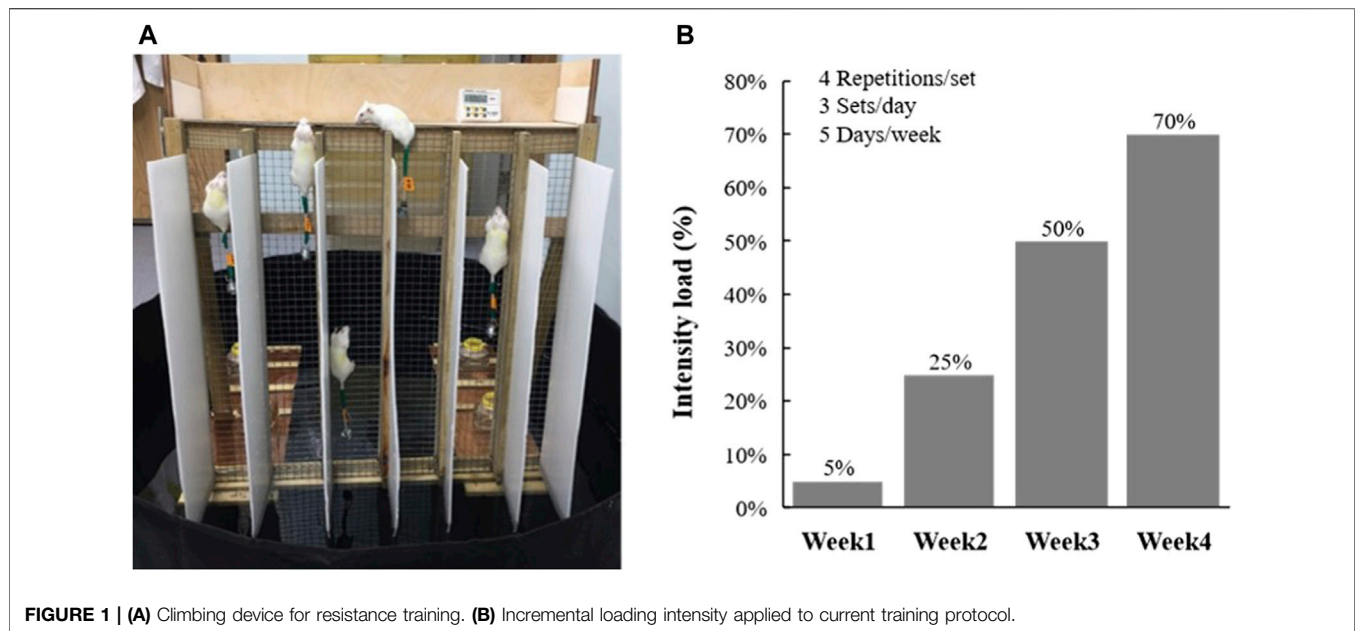 A
B
80%
70%
60%
50%
40%
30%
20%
10%
0%
Intensity load (%)
4 Repetitions/set
3 Sets/day
5 Days/week
5%
25%
50%
70%
Week1 Week2 Week3 Week4
FIGURE 1 | (A) Climbing device for resistance training. (B) Incremental loading intensity applied to current training protocol.